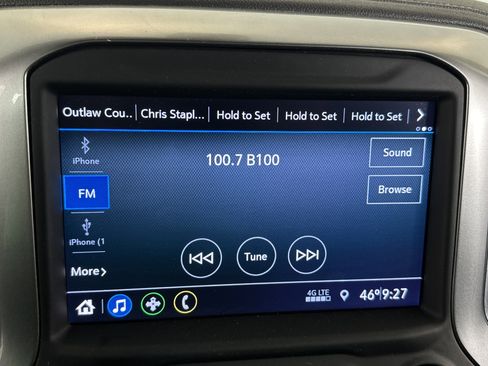 Outlaw Cou.. Chris Stapl... Hold to Set Hold to Set Hold to Set
iPhone
100.7 B100
Sound
FM
Browse
iPhone (1
Tune
More
4G LTE
46° 9:27